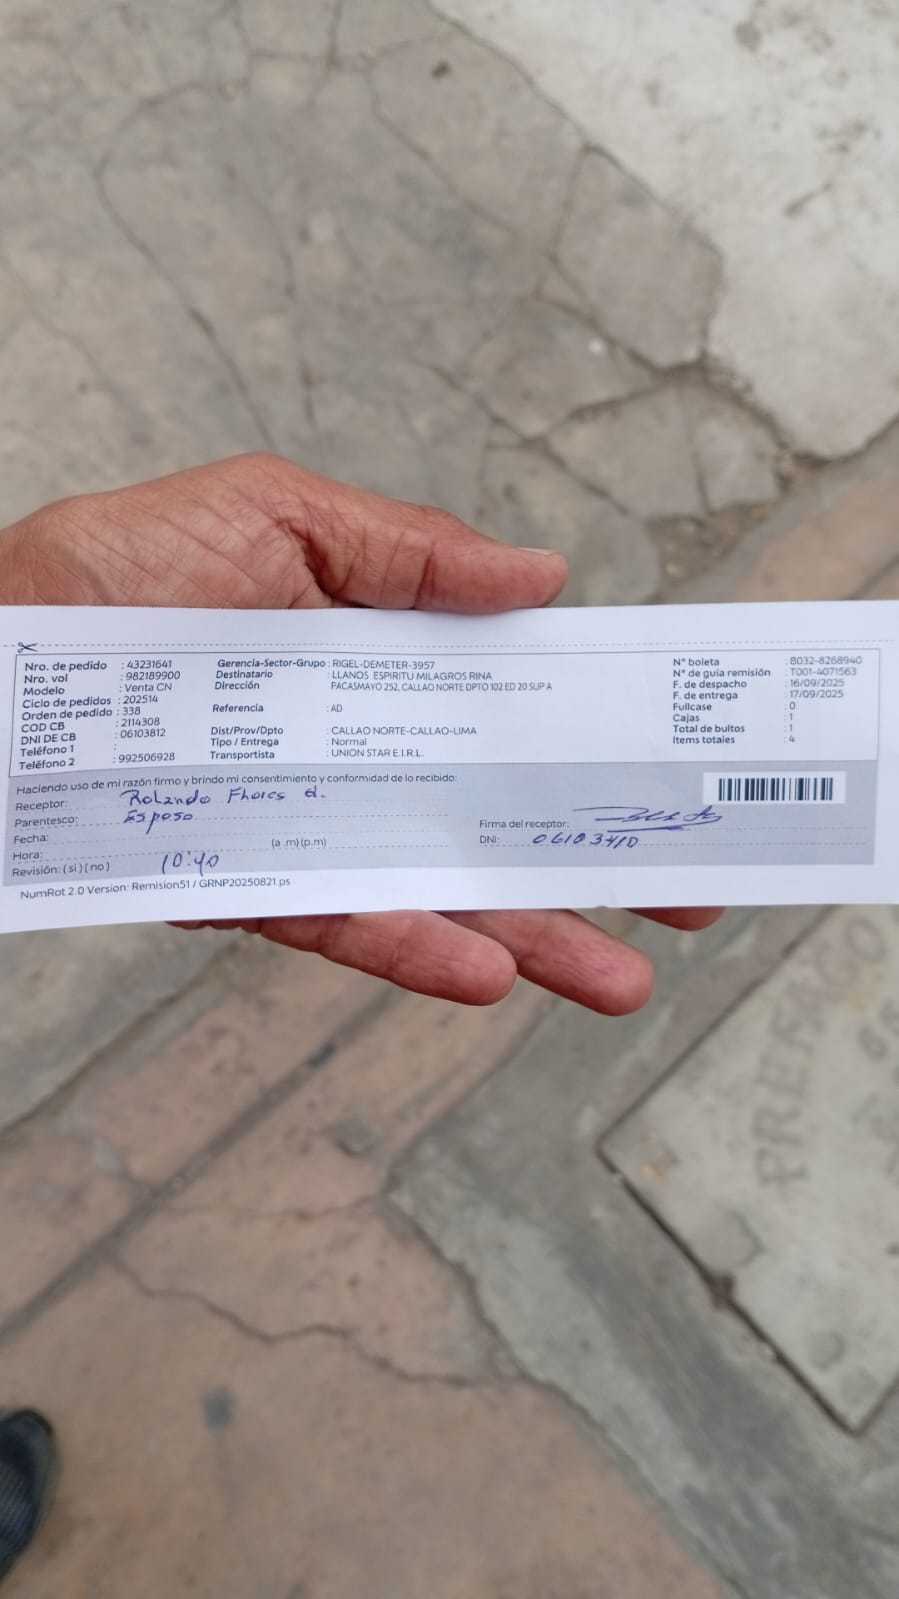 Nro. de pedido : 43231641
Nro. vol : 982189900
Modelo : Venta CN
Ciclo de pedidos : 202514
Orden de pedido : 338
COD CB : 2114308
DNI DE CB : 06103812
Teléfono 1 :
Teléfono 2 : 992506928
Gerencia-Sector-Grupo : RIGEL-DEMETER-3957
Destinatario : LLANOS ESPIRITU MILAGROS RINA
Dirección PACASMAYO 252, CALLAO NORTE DPTO 102 ED 20 SUP A
Referencia : AD
Dist/Prov/Dpto : CALLAO NORTE-CALLAO-LIMA
Tipo / Entrega : Normal
Transportista : UNION STAR E.I.R.L.
N° boleta : B032-8268940
N° de guia remisión : T001-4071563
F. de despacho : 16/09/2025
F. de entrega : 17/09/2025
Fullcase : 0
Cajas : 1
Total de bultos : 1
Items totales : 4
Haciendo uso de mi razón firmo y brindo mi consentimiento y conformidad de lo recibido:
Receptor: Rolando Flores d.
Parentesco: Esposo
Fecha: (a .m) (p.m)
Hora: 10:40
Revisión: ( si ) ( no )
Firma del receptor:
DNI: 06103410
NumRot 2.0 Version: Remision51 / GRNP20250821.ps
PRERNGO